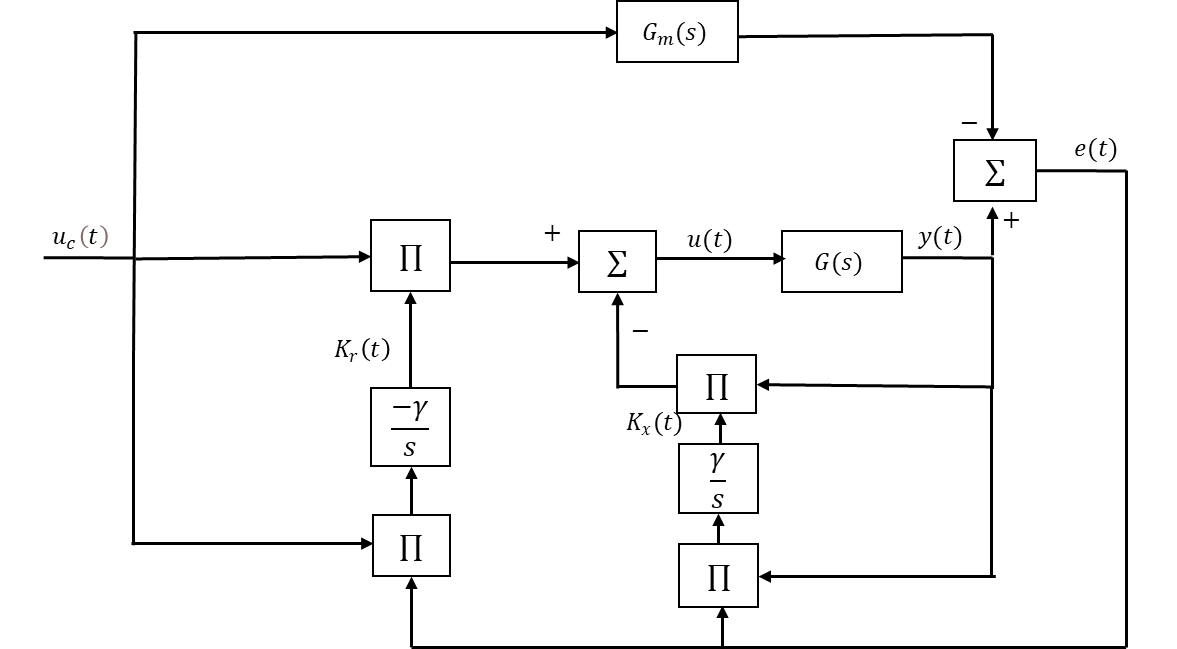 G_m(s)
−
e(t)
Σ
+
u_c(t)
Π
+
Σ
u(t)
G(s)
y(t)
−
K_r(t)
Π
K_x(t)
−γ
s
γ
s
Π
Π